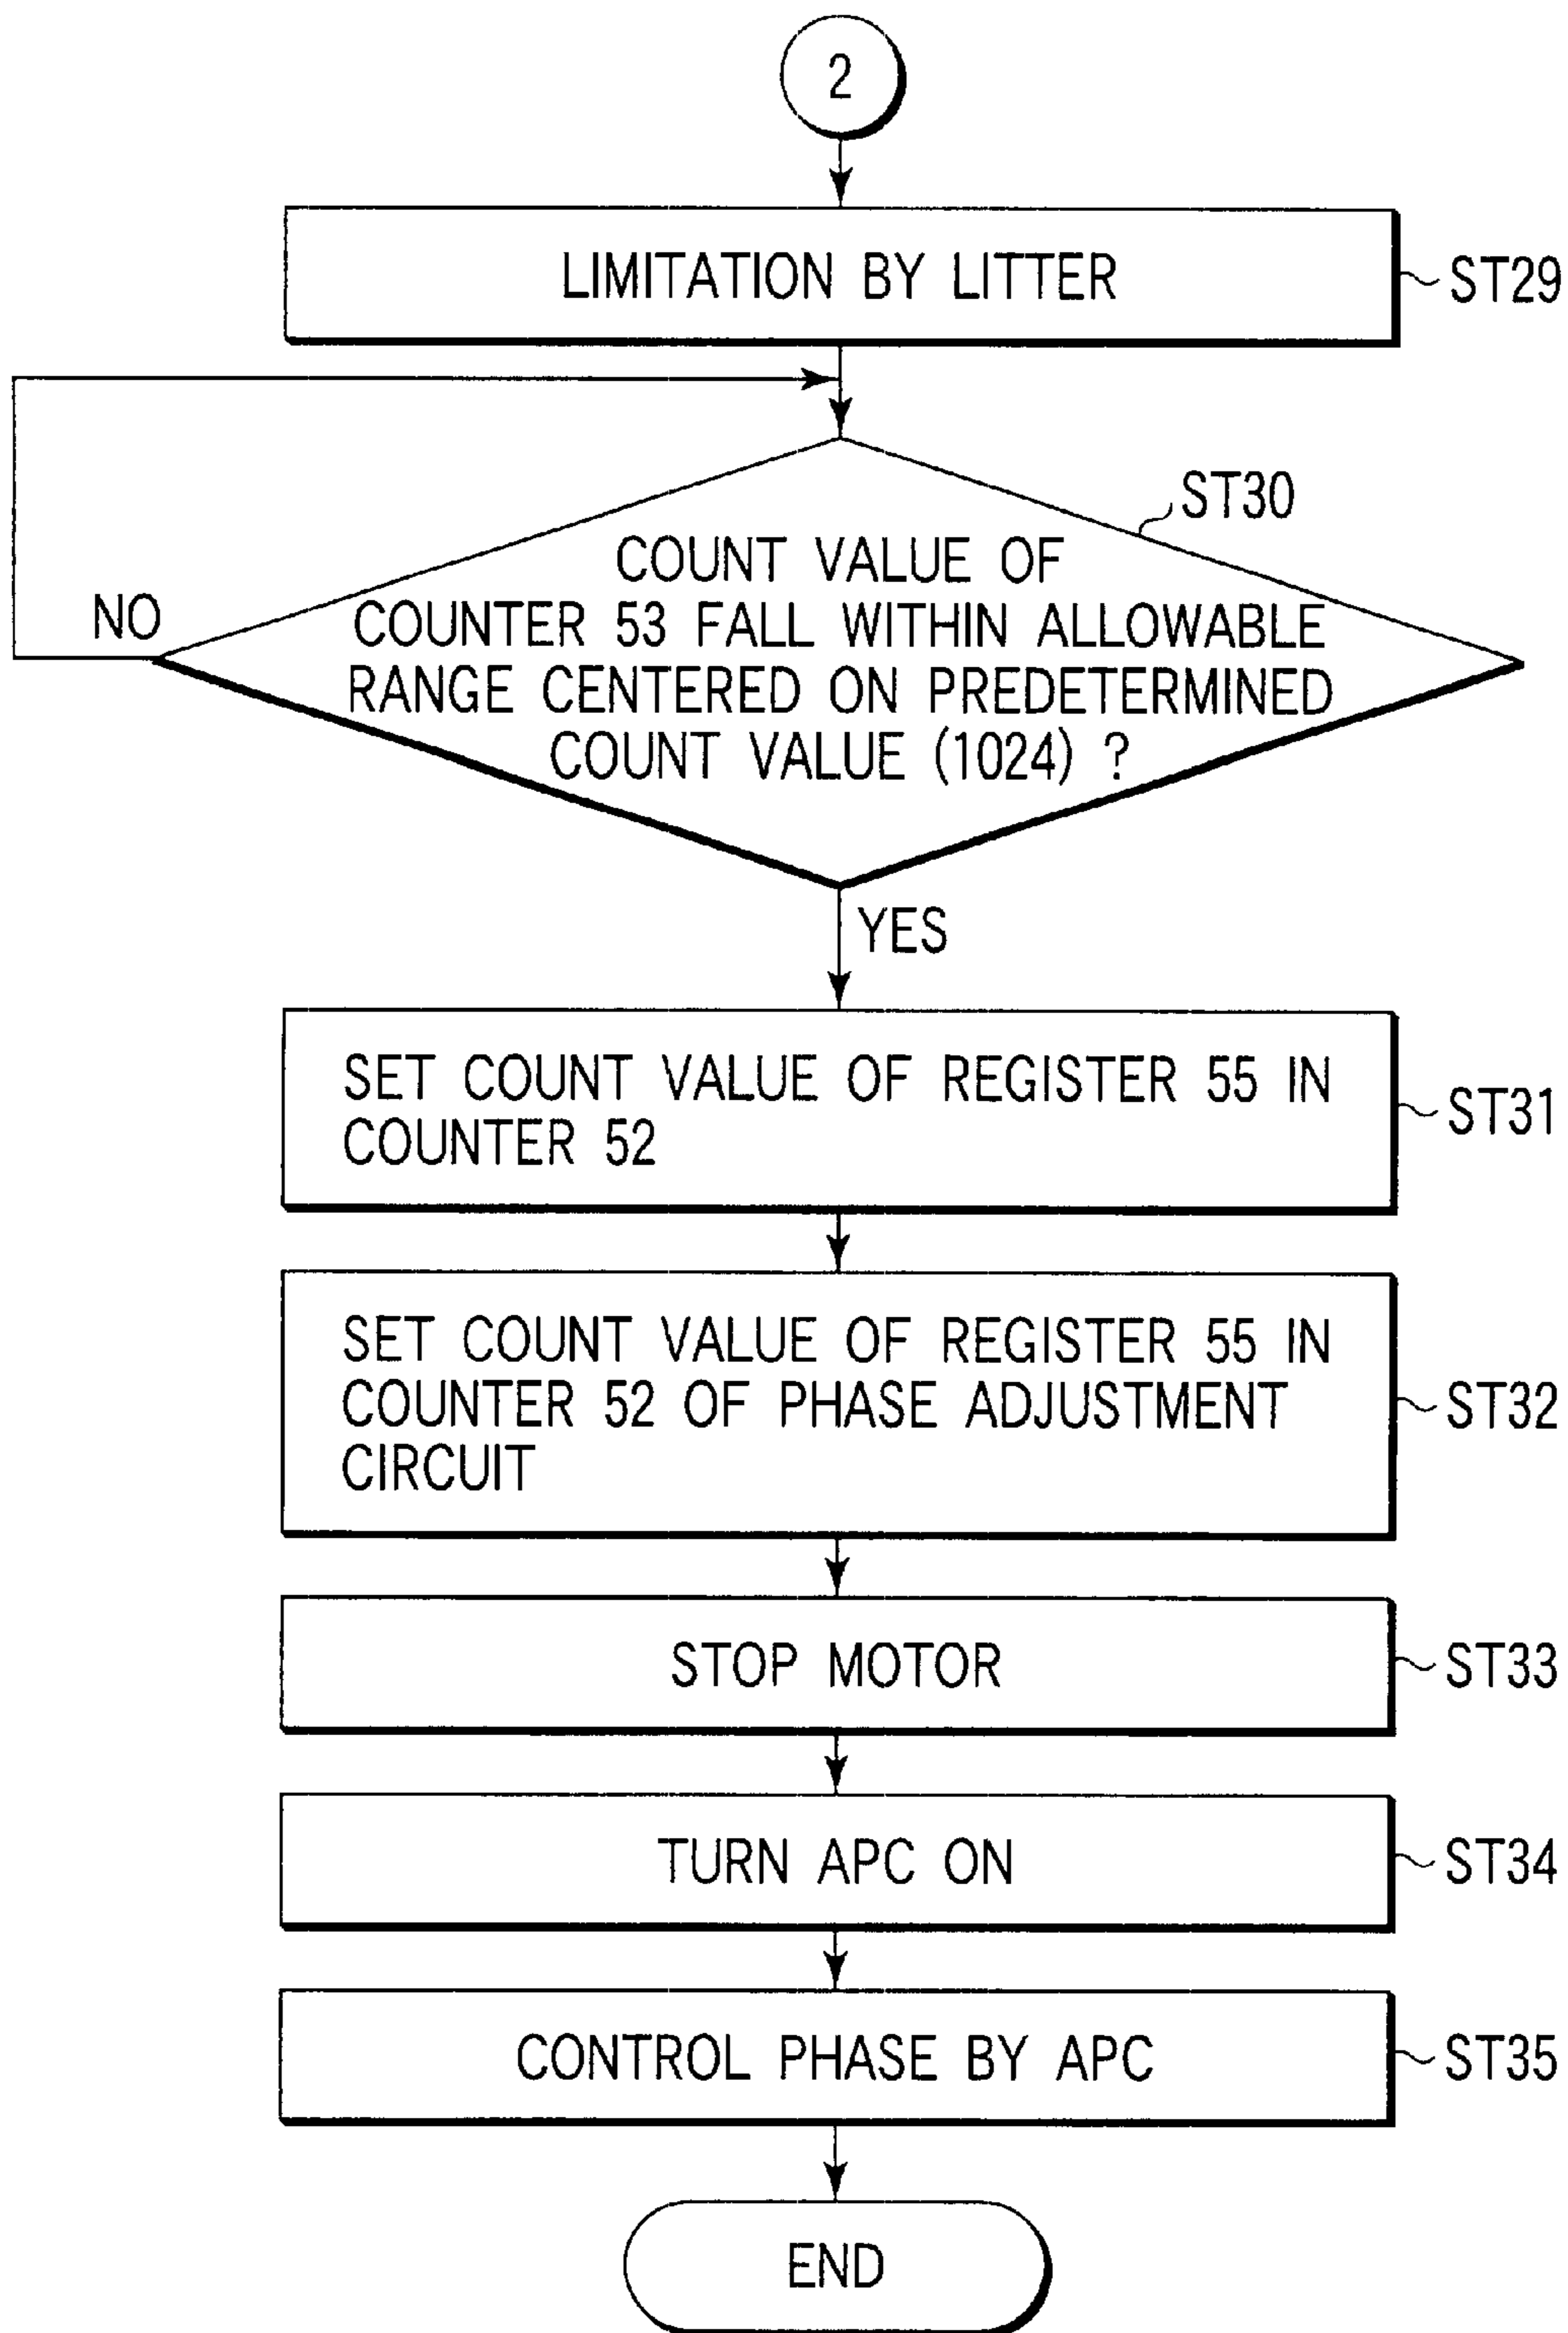 2
LIMITATION BY LITTER
ST29
ST30
COUNT VALUE OF
COUNTER 53 FALL WITHIN ALLOWABLE
RANGE CENTERED ON PREDETERMINED
COUNT VALUE (1024) ?
NO
YES
SET COUNT VALUE OF REGISTER 55 IN
COUNTER 52
ST31
SET COUNT VALUE OF REGISTER 55 IN
COUNTER 52 OF PHASE ADJUSTMENT
CIRCUIT
ST32
STOP MOTOR
ST33
TURN APC ON
ST34
CONTROL PHASE BY APC
ST35
END